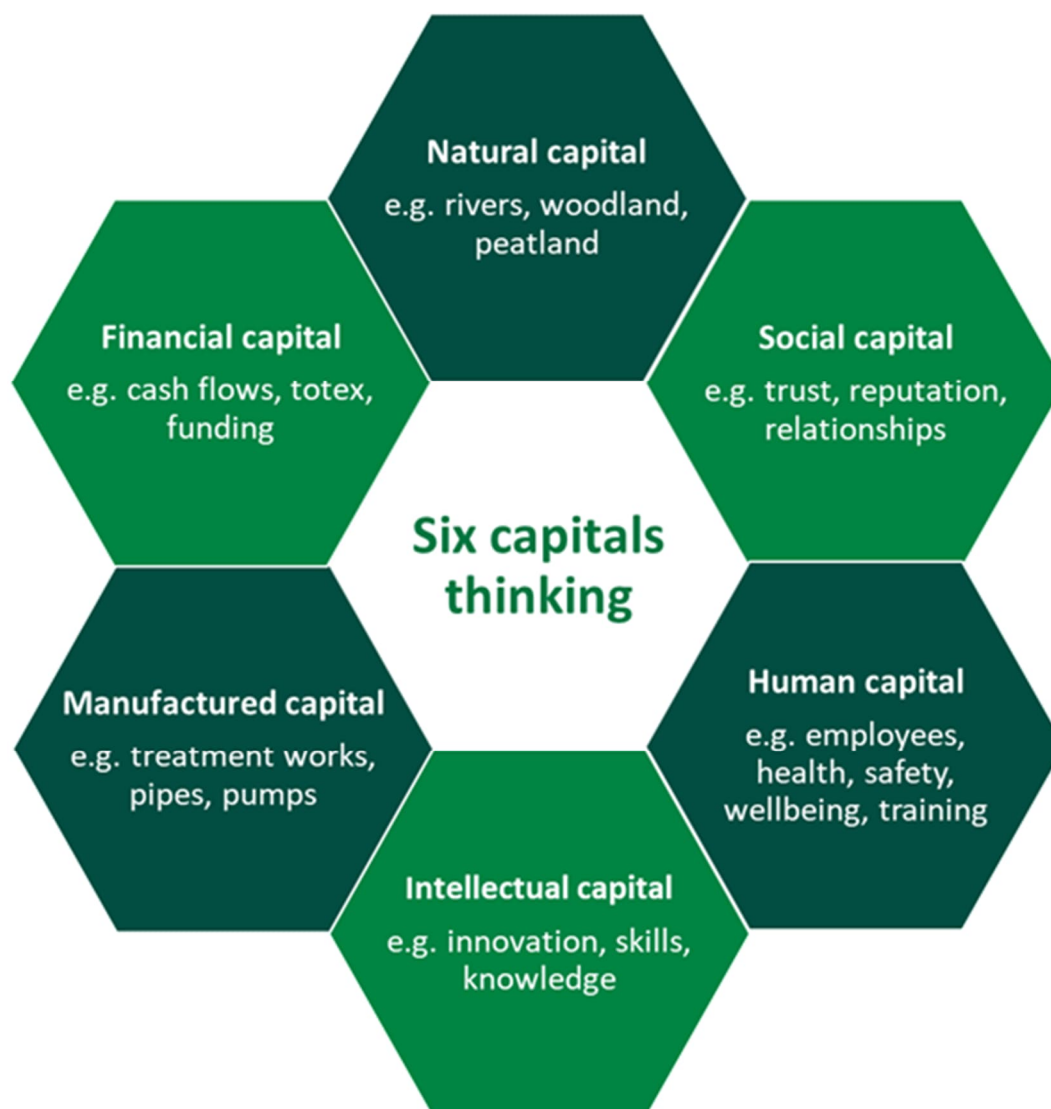 Natural capital
e.g. rivers, woodland,
peatland
Social capital
e.g. trust, reputation,
relationships
Human capital
e.g. employees,
health, safety,
wellbeing, training
Intellectual capital
e.g. innovation, skills,
knowledge
Manufactured capital
e.g. treatment works,
pipes, pumps
Financial capital
e.g. cash flows, totex,
funding
Six capitals
thinking